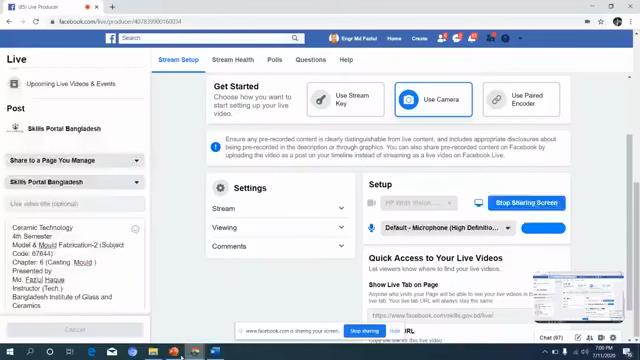 (85) Live Producer
facebook.com/live/producer/407839900160034
Search
Engr Md Fazlul
Home
Create
Live
Stream Setup
Stream Health
Polls
Questions
Help
Upcoming Live Videos & Events
Post
Skills Portal Bangladesh
Share to a Page You Manage
Skills Portal Bangladesh
Live video title (optional)
Ceramic Technology
4th Semester
Model & Mould Fabrication-2 (Subject
Code: 67644)
Chapter: 6 (Casting Mould )
Presented by
Md. Fazlul Haque
Instructor (Tech.)
Bangladesh Institute of Glass and
Ceramics
Cancel
Get Started
Choose how you want to
start setting up your live
video.
Use Stream
Key
Use Camera
Use Paired
Encoder
Ensure any pre-recorded content is clearly distinguishable from live content, and includes appropriate disclosures about
being pre-recorded in the description or through graphics. You can also share pre-recorded content on Facebook by
uploading the video as a post on your timeline instead of streaming as a live video on Facebook Live.
Settings
Stream
Viewing
Comments
Setup
HP Wide Vision...
Stop Sharing Screen
Default - Microphone (High Definitio...
Quick Access to Your Live Videos
Let viewers know where to find your live videos.
Show Live Tab on Page
Anyone who visits your Page will be able to see your live videos in
live tab. Your live tab URL will always stay the same
https://www.facebook.com/skills.gov.bd/live/
www.facebook.com is sharing your screen.
Stop sharing
Hide
Chat (97)
7:00 PM
7/11/2020